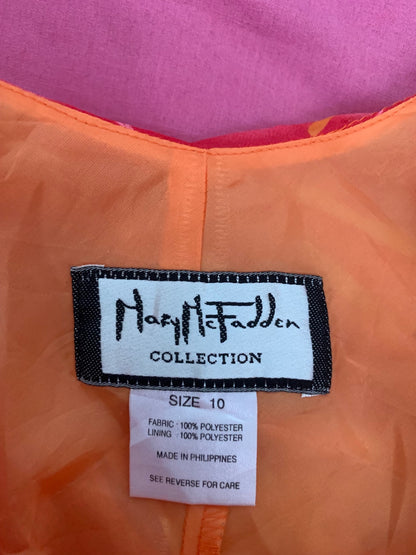 Mary McFadden
COLLECTION
SIZE 10
FABRIC : 100% POLYESTER
LINING : 100% POLYESTER
MADE IN PHILIPPINES
SEE REVERSE FOR CARE